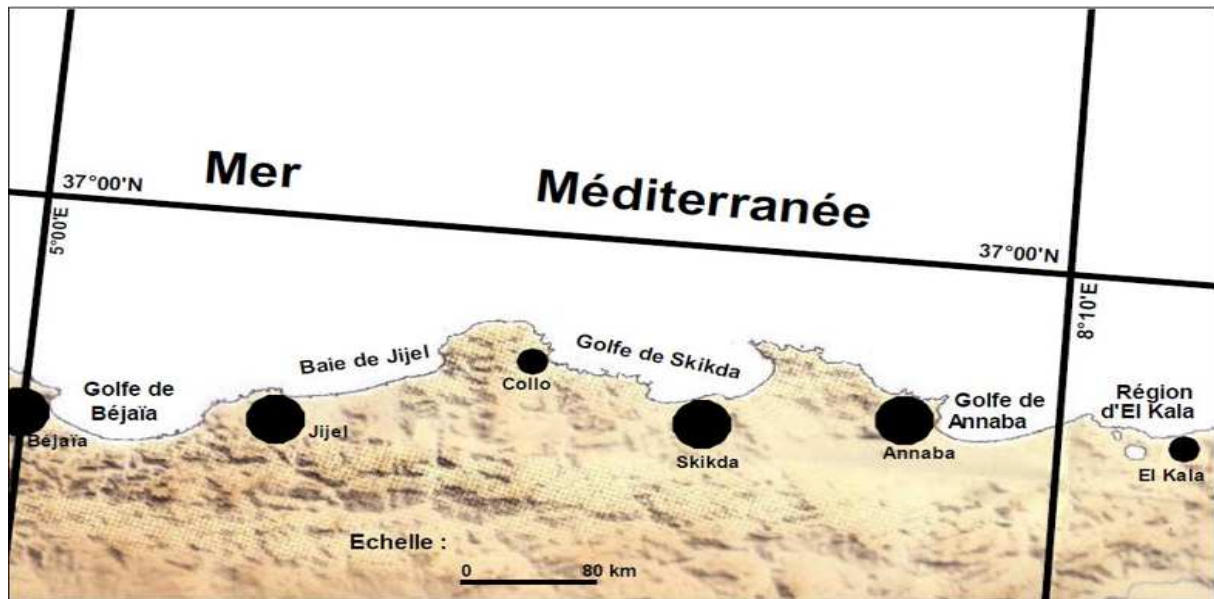 Mer
Méditerranée
37°00'N
37°00'N
5°00'E
8°10'E
Baie de Jijel
Golfe de Skikda
Collo
Golfe de
Béjaïa
Golfe de
Annaba
Région
d'El Kala
Béjaïa
Jijel
Skikda
Annaba
El Kala
Echelle :
0 80 km